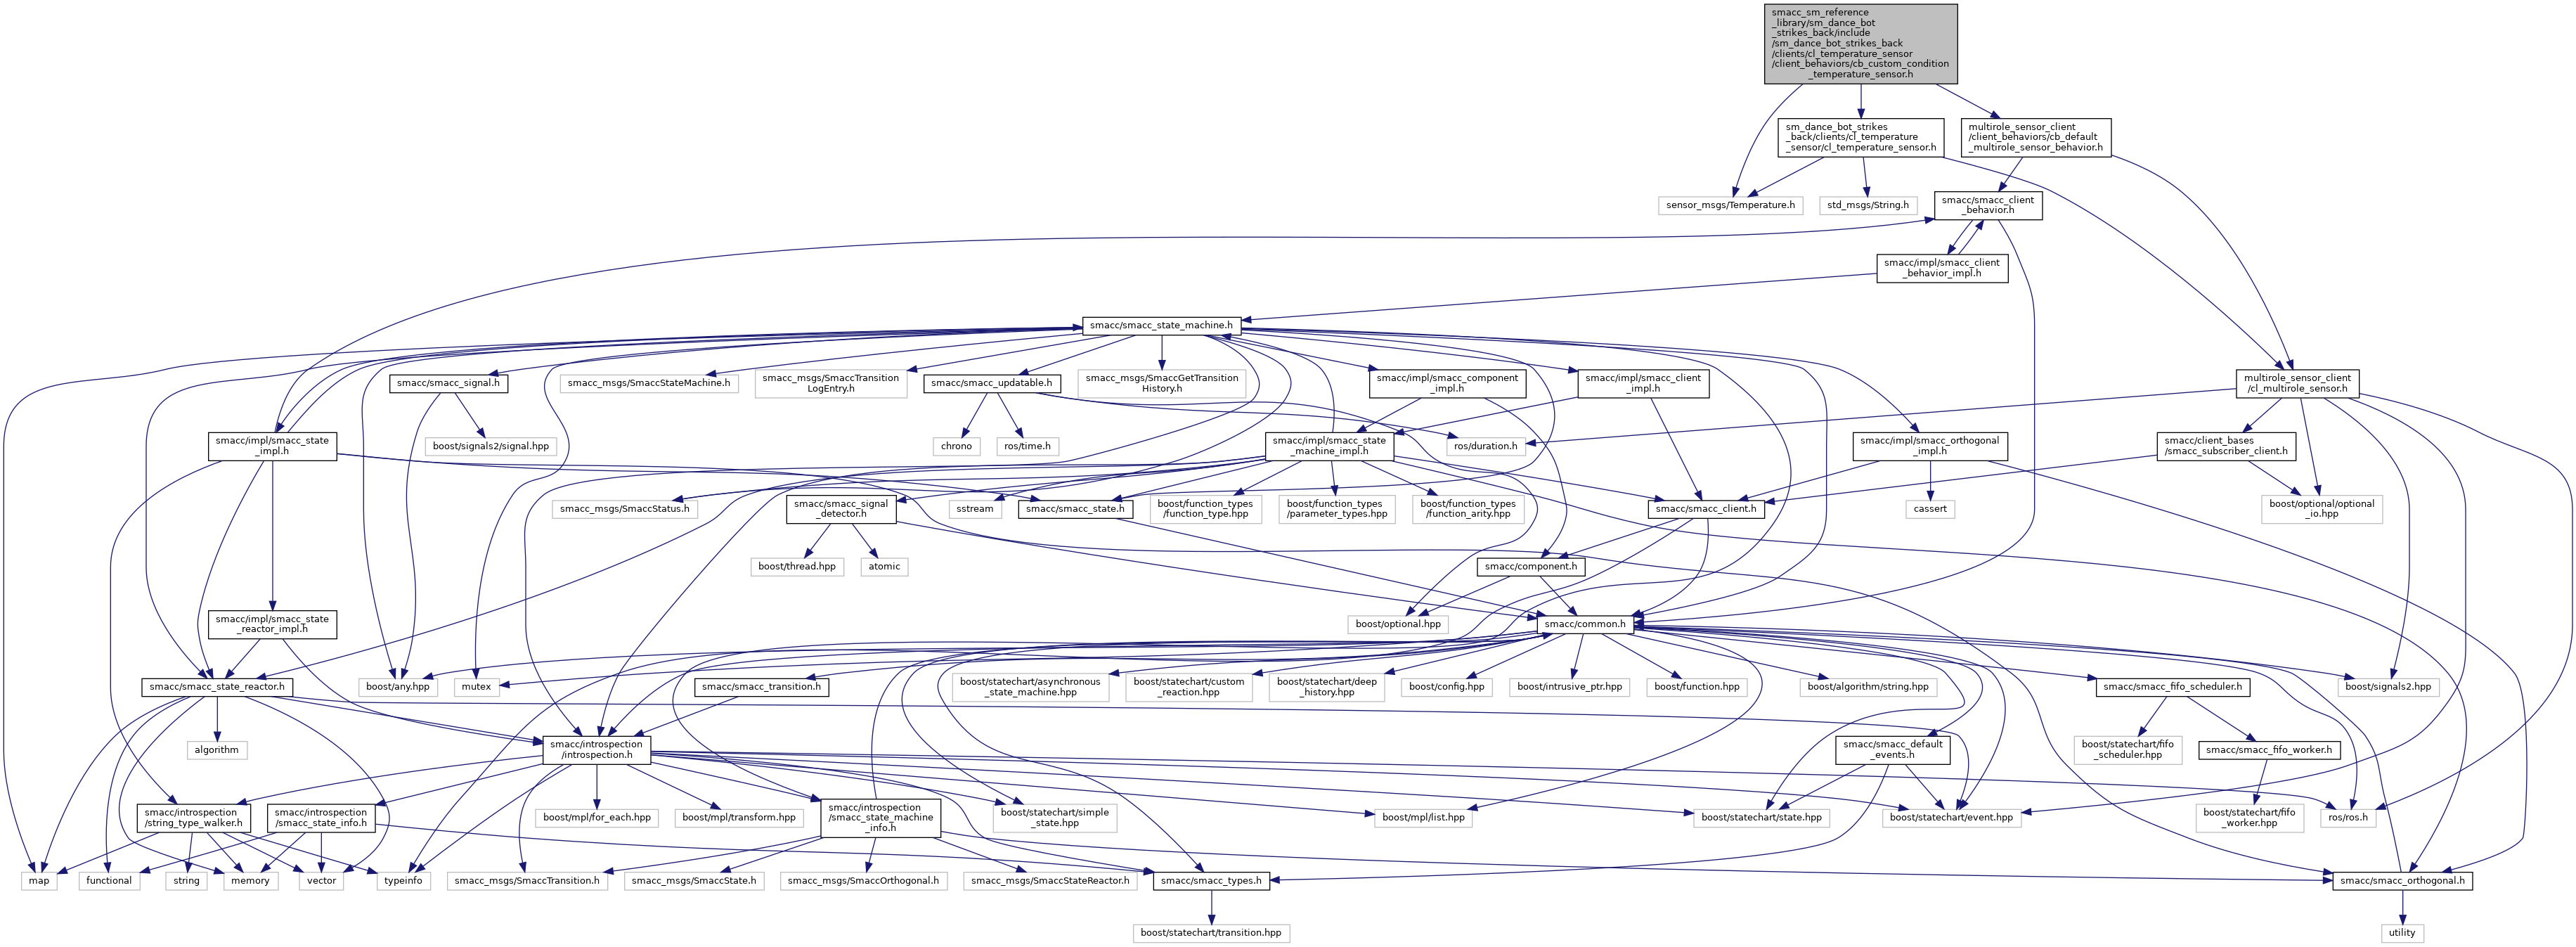 smacc_sm_reference
_library/sm_dance_bot
_strikes_back/include
/sm_dance_bot_strikes_back
/clients/cl_temperature_sensor
/client_behaviors/cb_custom_condition
_temperature_sensor.h
sm_dance_bot_strikes
_back/clients/cl_temperature
_sensor/cl_temperature_sensor.h
multirole_sensor_client
/client_behaviors/cb_default
_multirole_sensor_behavior.h
sensor_msgs/Temperature.h
std_msgs/String.h
smacc/smacc_client
_behavior.h
smacc/impl/smacc_client
_behavior_impl.h
smacc/smacc_state_machine.h
smacc/smacc_signal.h
smacc_msgs/SmaccStateMachine.h
smacc_msgs/SmaccTransition
LogEntry.h
smacc/smacc_updatable.h
smacc_msgs/SmaccGetTransition
History.h
smacc/impl/smacc_component
_impl.h
smacc/impl/smacc_client
_impl.h
multirole_sensor_client
/cl_multirole_sensor.h
smacc/impl/smacc_state
_impl.h
boost/signals2/signal.hpp
chrono
ros/time.h
smacc/impl/smacc_state
_machine_impl.h
ros/duration.h
smacc/impl/smacc_orthogonal
_impl.h
smacc/client_bases
/smacc_subscriber_client.h
smacc_msgs/SmaccStatus.h
smacc/smacc_signal
_detector.h
sstream
smacc/smacc_state.h
boost/function_types
/function_type.hpp
boost/function_types
/parameter_types.hpp
boost/function_types
/function_arity.hpp
smacc/smacc_client.h
cassert
boost/optional/optional
_io.hpp
boost/thread.hpp
atomic
smacc/component.h
smacc/impl/smacc_state
_reactor_impl.h
boost/optional.hpp
smacc/common.h
smacc/smacc_state_reactor.h
boost/any.hpp
mutex
smacc/smacc_transition.h
boost/statechart/asynchronous
_state_machine.hpp
boost/statechart/custom
_reaction.hpp
boost/statechart/deep
_history.hpp
boost/config.hpp
boost/intrusive_ptr.hpp
boost/function.hpp
boost/algorithm/string.hpp
smacc/smacc_fifo_scheduler.h
boost/signals2.hpp
algorithm
smacc/introspection
/introspection.h
smacc/smacc_default
_events.h
boost/statechart/fifo
_scheduler.hpp
smacc/smacc_fifo_worker.h
smacc/introspection
/string_type_walker.h
smacc/introspection
/smacc_state_info.h
boost/mpl/for_each.hpp
boost/mpl/transform.hpp
smacc/introspection
/smacc_state_machine
_info.h
boost/statechart/simple
_state.hpp
boost/mpl/list.hpp
boost/statechart/state.hpp
boost/statechart/event.hpp
boost/statechart/fifo
_worker.hpp
ros/ros.h
map
functional
string
memory
vector
typeinfo
smacc_msgs/SmaccTransition.h
smacc_msgs/SmaccState.h
smacc_msgs/SmaccOrthogonal.h
smacc_msgs/SmaccStateReactor.h
smacc/smacc_types.h
smacc/smacc_orthogonal.h
boost/statechart/transition.hpp
utility